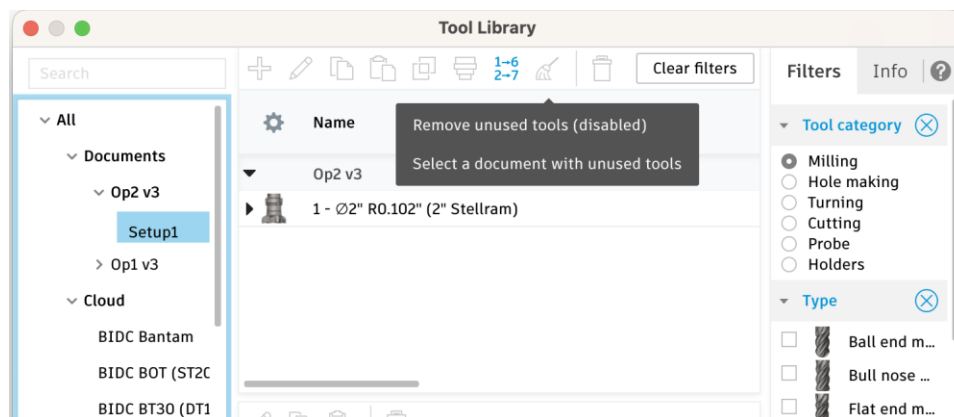 Tool Library
Search
All
Documents
Op2 v3
Setup1
Op1 v3
Cloud
BIDC Bantam
BIDC BOT (ST2C
BIDC BT30 (DT1
1→6
2→7
Clear filters
Name
Remove unused tools (disabled)
Select a document with unused tools
Op2 v3
1 - ∅2" R0.102" (2" Stellram)
Filters
Info
?
Tool category
Milling
Hole making
Turning
Cutting
Probe
Holders
Type
Ball end m...
Bull nose ...
Flat end m...